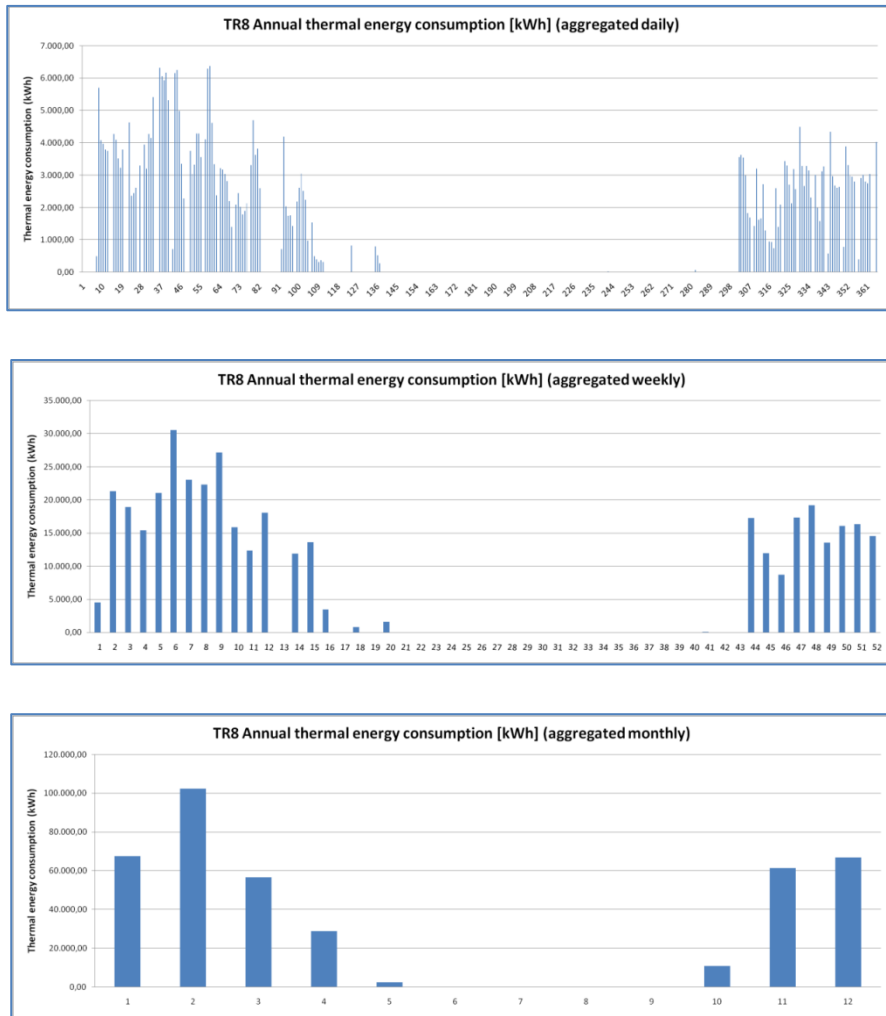 TR8 Annual thermal energy consumption [kWh] (aggregated daily)
Thermal energy consumption (kWh)
7.000,00
6.000,00
5.000,00
4.000,00
3.000,00
2.000,00
1.000,00
0,00
1 10 19 28 37 46 55 64 73 82 91 100 109 118 127 136 145 154 163 172 181 190 199 208 217 226 235 244 253 262 271 280 289 298 307 316 325 334 343 352 361
TR8 Annual thermal energy consumption [kWh] (aggregated weekly)
Thermal energy consumption (kWh)
35.000,00
30.000,00
25.000,00
20.000,00
15.000,00
10.000,00
5.000,00
0,00
1 2 3 4 5 6 7 8 9 10 11 12 13 14 15 16 17 18 19 20 21 22 23 24 25 26 27 28 29 30 31 32 33 34 35 36 37 38 39 40 41 42 43 44 45 46 47 48 49 50 51 52
TR8 Annual thermal energy consumption [kWh] (aggregated monthly)
Thermal energy consumption (kWh)
120.000,00
100.000,00
80.000,00
60.000,00
40.000,00
20.000,00
0,00
1 2 3 4 5 6 7 8 9 10 11 12